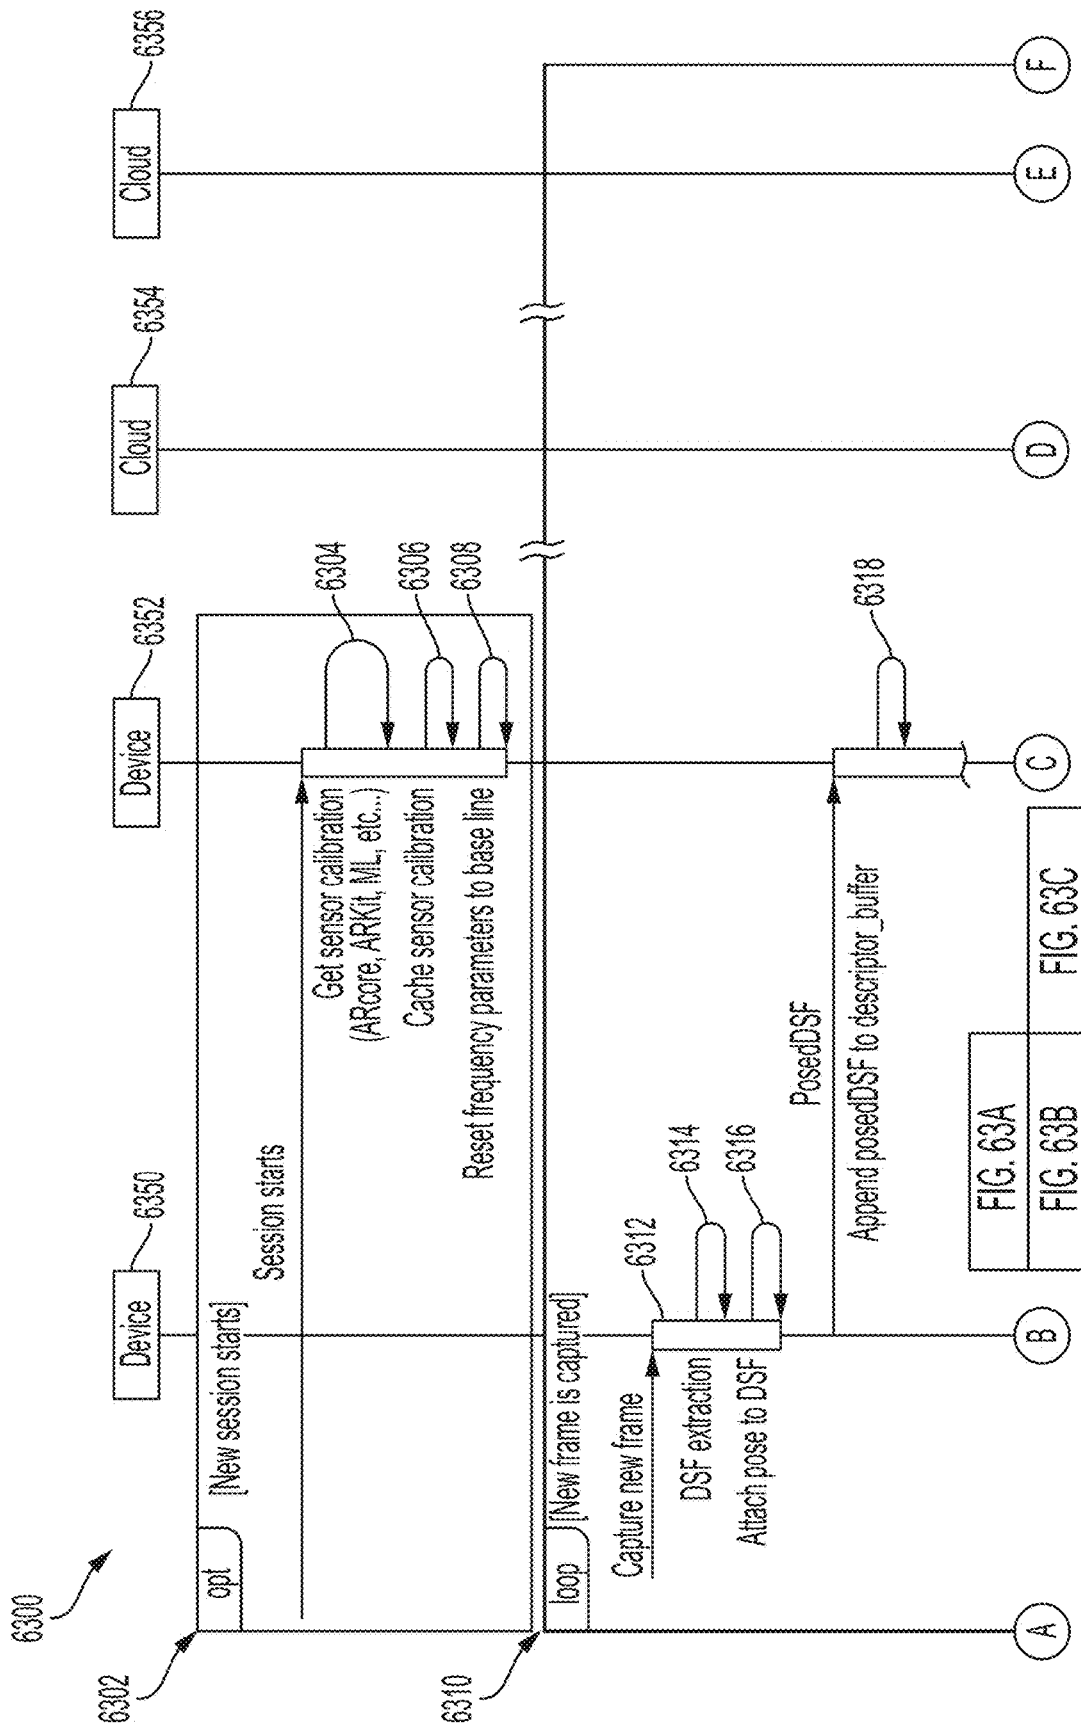 6300
6302
Device
6350
Device
6352
Cloud
6354
Cloud
6356
opt
[New session starts]
Session starts
Get sensor calibration
(ARcore, ARKit, ML, etc...)
6304
Cache sensor calibration
6306
Reset frequency parameters to base line
6308
6310
loop
[New frame is captured]
Capture new frame
6312
DSF extraction
6314
Attach pose to DSF
6316
PosedDSF
Append posedDSF to descriptor_buffer
6318
A
B
C
D
E
F
FIG. 63A
FIG. 63B
FIG. 63C